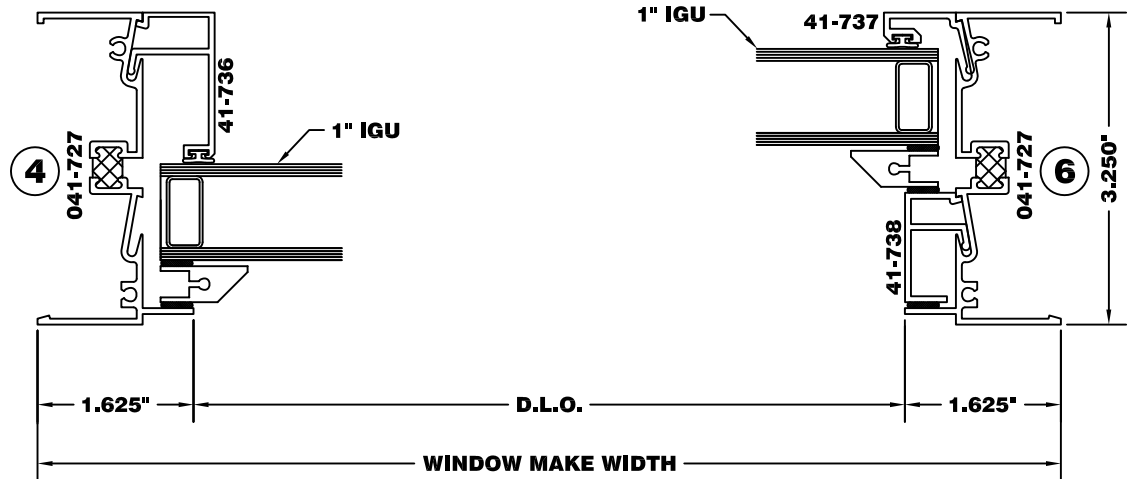 1" IGU
41-737
41-736
1" IGU
4
041-727
041-727
6
3.250"
41-738
1.625"
D.L.O.
1.625"
WINDOW MAKE WIDTH